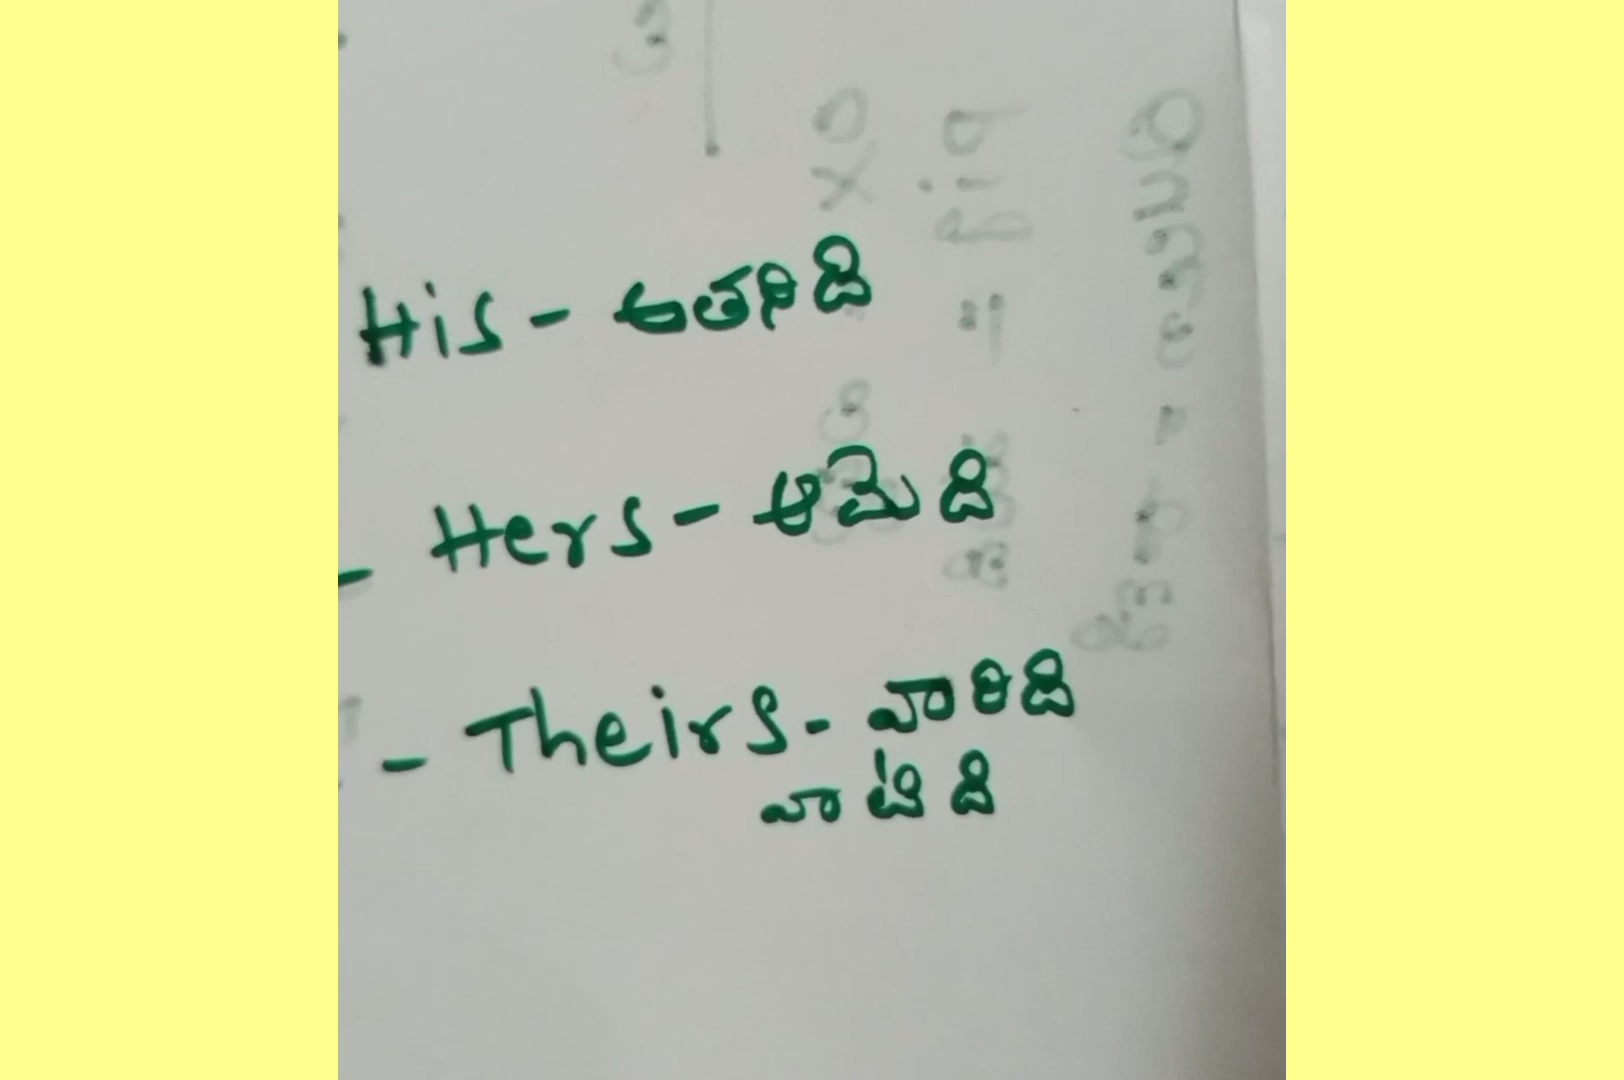 His - అతనిది
- Hers - ఆమెది
- Theirs - వారిది
వాటిది